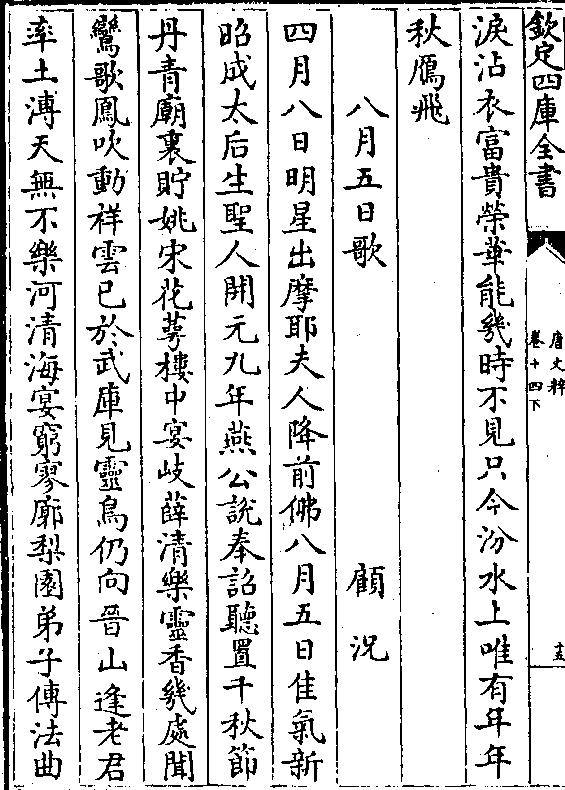 欽定四庫全書
唐文粹
卷十四下
十五
淚沾衣富貴榮華能幾時不見只今汾水上唯有年年
秋鴈飛
八月五日歌 顧況
四月八日明星出摩耶夫人降前佛八月五日佳氣新
昭成太后生聖人開元九年燕公說奉詔聽置千秋節
丹青廟裏貯姚宋花萼樓中宴岐薛清樂靈香幾處聞
鸞歌鳳吹動祥雲已於武庫見靈鳥仍向晉山逢老君
率土溥天無不樂河清海宴窮寥廓梨園弟子傳法曲